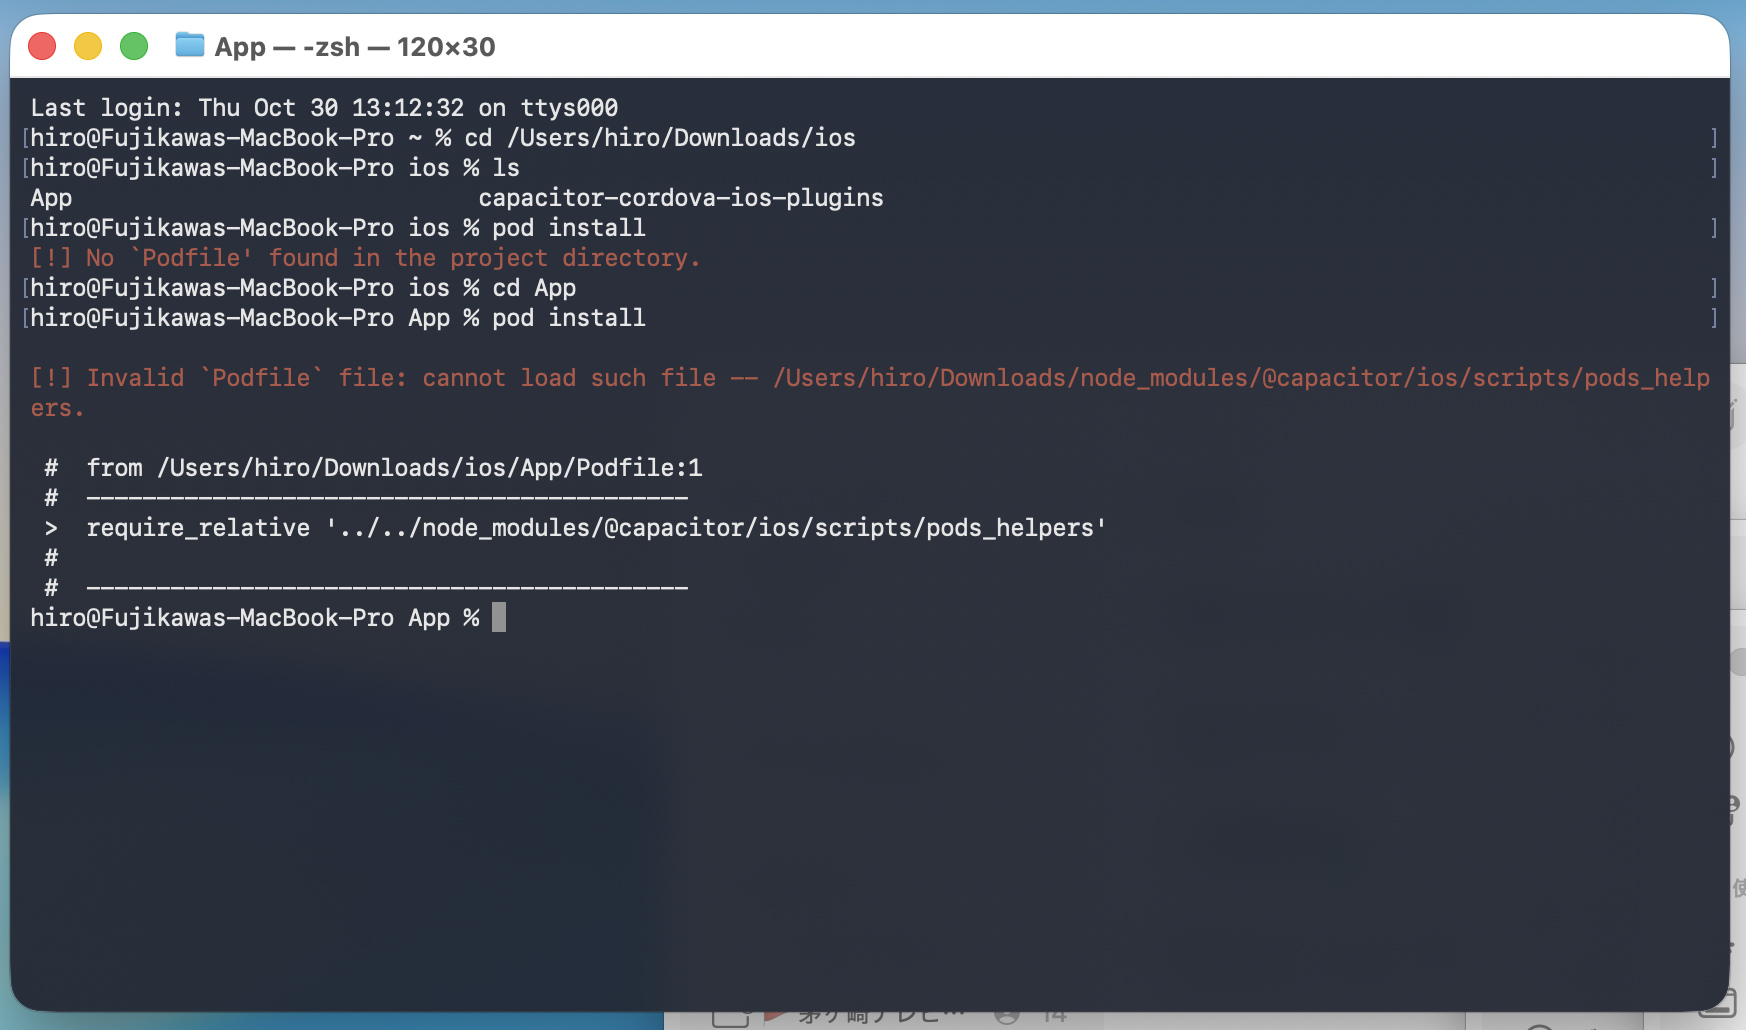 App — -zsh — 120×30
Last login: Thu Oct 30 13:12:32 on ttys000
[hiro@Fujikawas-MacBook-Pro ~ % cd /Users/hiro/Downloads/ios ]
[hiro@Fujikawas-MacBook-Pro ios % ls ]
App capacitor-cordova-ios-plugins
[hiro@Fujikawas-MacBook-Pro ios % pod install ]
[!] No `Podfile' found in the project directory.
[hiro@Fujikawas-MacBook-Pro ios % cd App ]
[hiro@Fujikawas-MacBook-Pro App % pod install ]
[!] Invalid `Podfile` file: cannot load such file -- /Users/hiro/Downloads/node_modules/@capacitor/ios/scripts/pods_help
ers.
# from /Users/hiro/Downloads/ios/App/Podfile:1
# -------------------------------------------
> require_relative '../../node_modules/@capacitor/ios/scripts/pods_helpers'
#
# -------------------------------------------
hiro@Fujikawas-MacBook-Pro App %